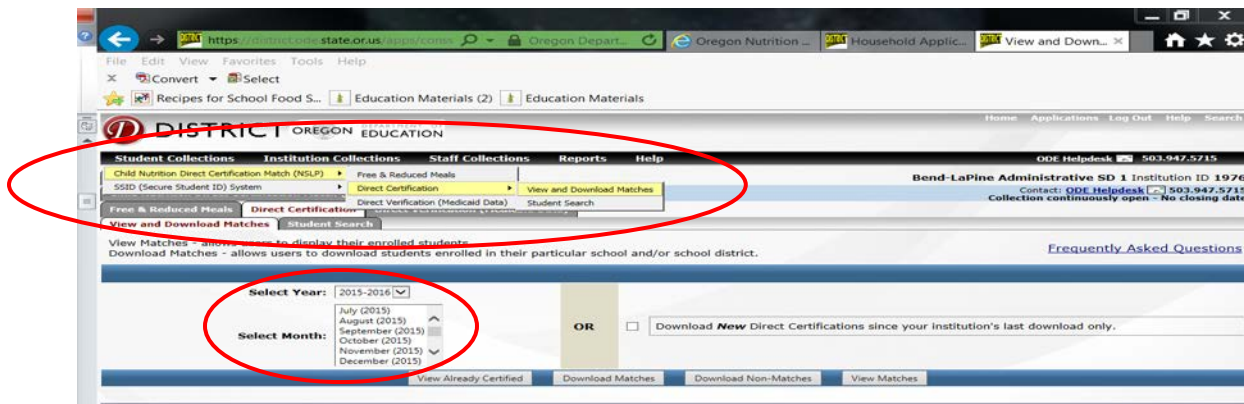 https://district.ode.state.or.us/apps/coms Oregon Depart... Oregon Nutrition ... Household Applic... View and Down...
File Edit View Favorites Tools Help
Convert Select
Recipes for School Food S... Education Materials (2) Education Materials
Home Applications Log Out Help Search
DISTRICT OREGON DEPARTMENT OF EDUCATION
Student Collections Institution Collections Staff Collections Reports Help ODE Helpdesk 503.947.5715
Child Nutrition Direct Certification Match (NSLP) Free & Reduced Meals Bend-LaPine Administrative SD 1 Institution ID 1976
SSID (Secure Student ID) System Direct Certification View and Download Matches Contact: ODE Helpdesk 503.947.5715
Direct Verification (Medicaid Data) Student Search Collection continuously open - No closing date
Free & Reduced Meals Direct Certification
View and Download Matches Student Search
View Matches - allows users to display their enrolled students
Download Matches - allows users to download students enrolled in their particular school and/or school district.
Frequently Asked Questions
Select Year: 2015-2016
Select Month:
July (2015)
August (2015)
September (2015)
October (2015)
November (2015)
December (2015)
OR Download New Direct Certifications since your institution's last download only.
View Already Certified Download Matches Download Non-Matches View Matches